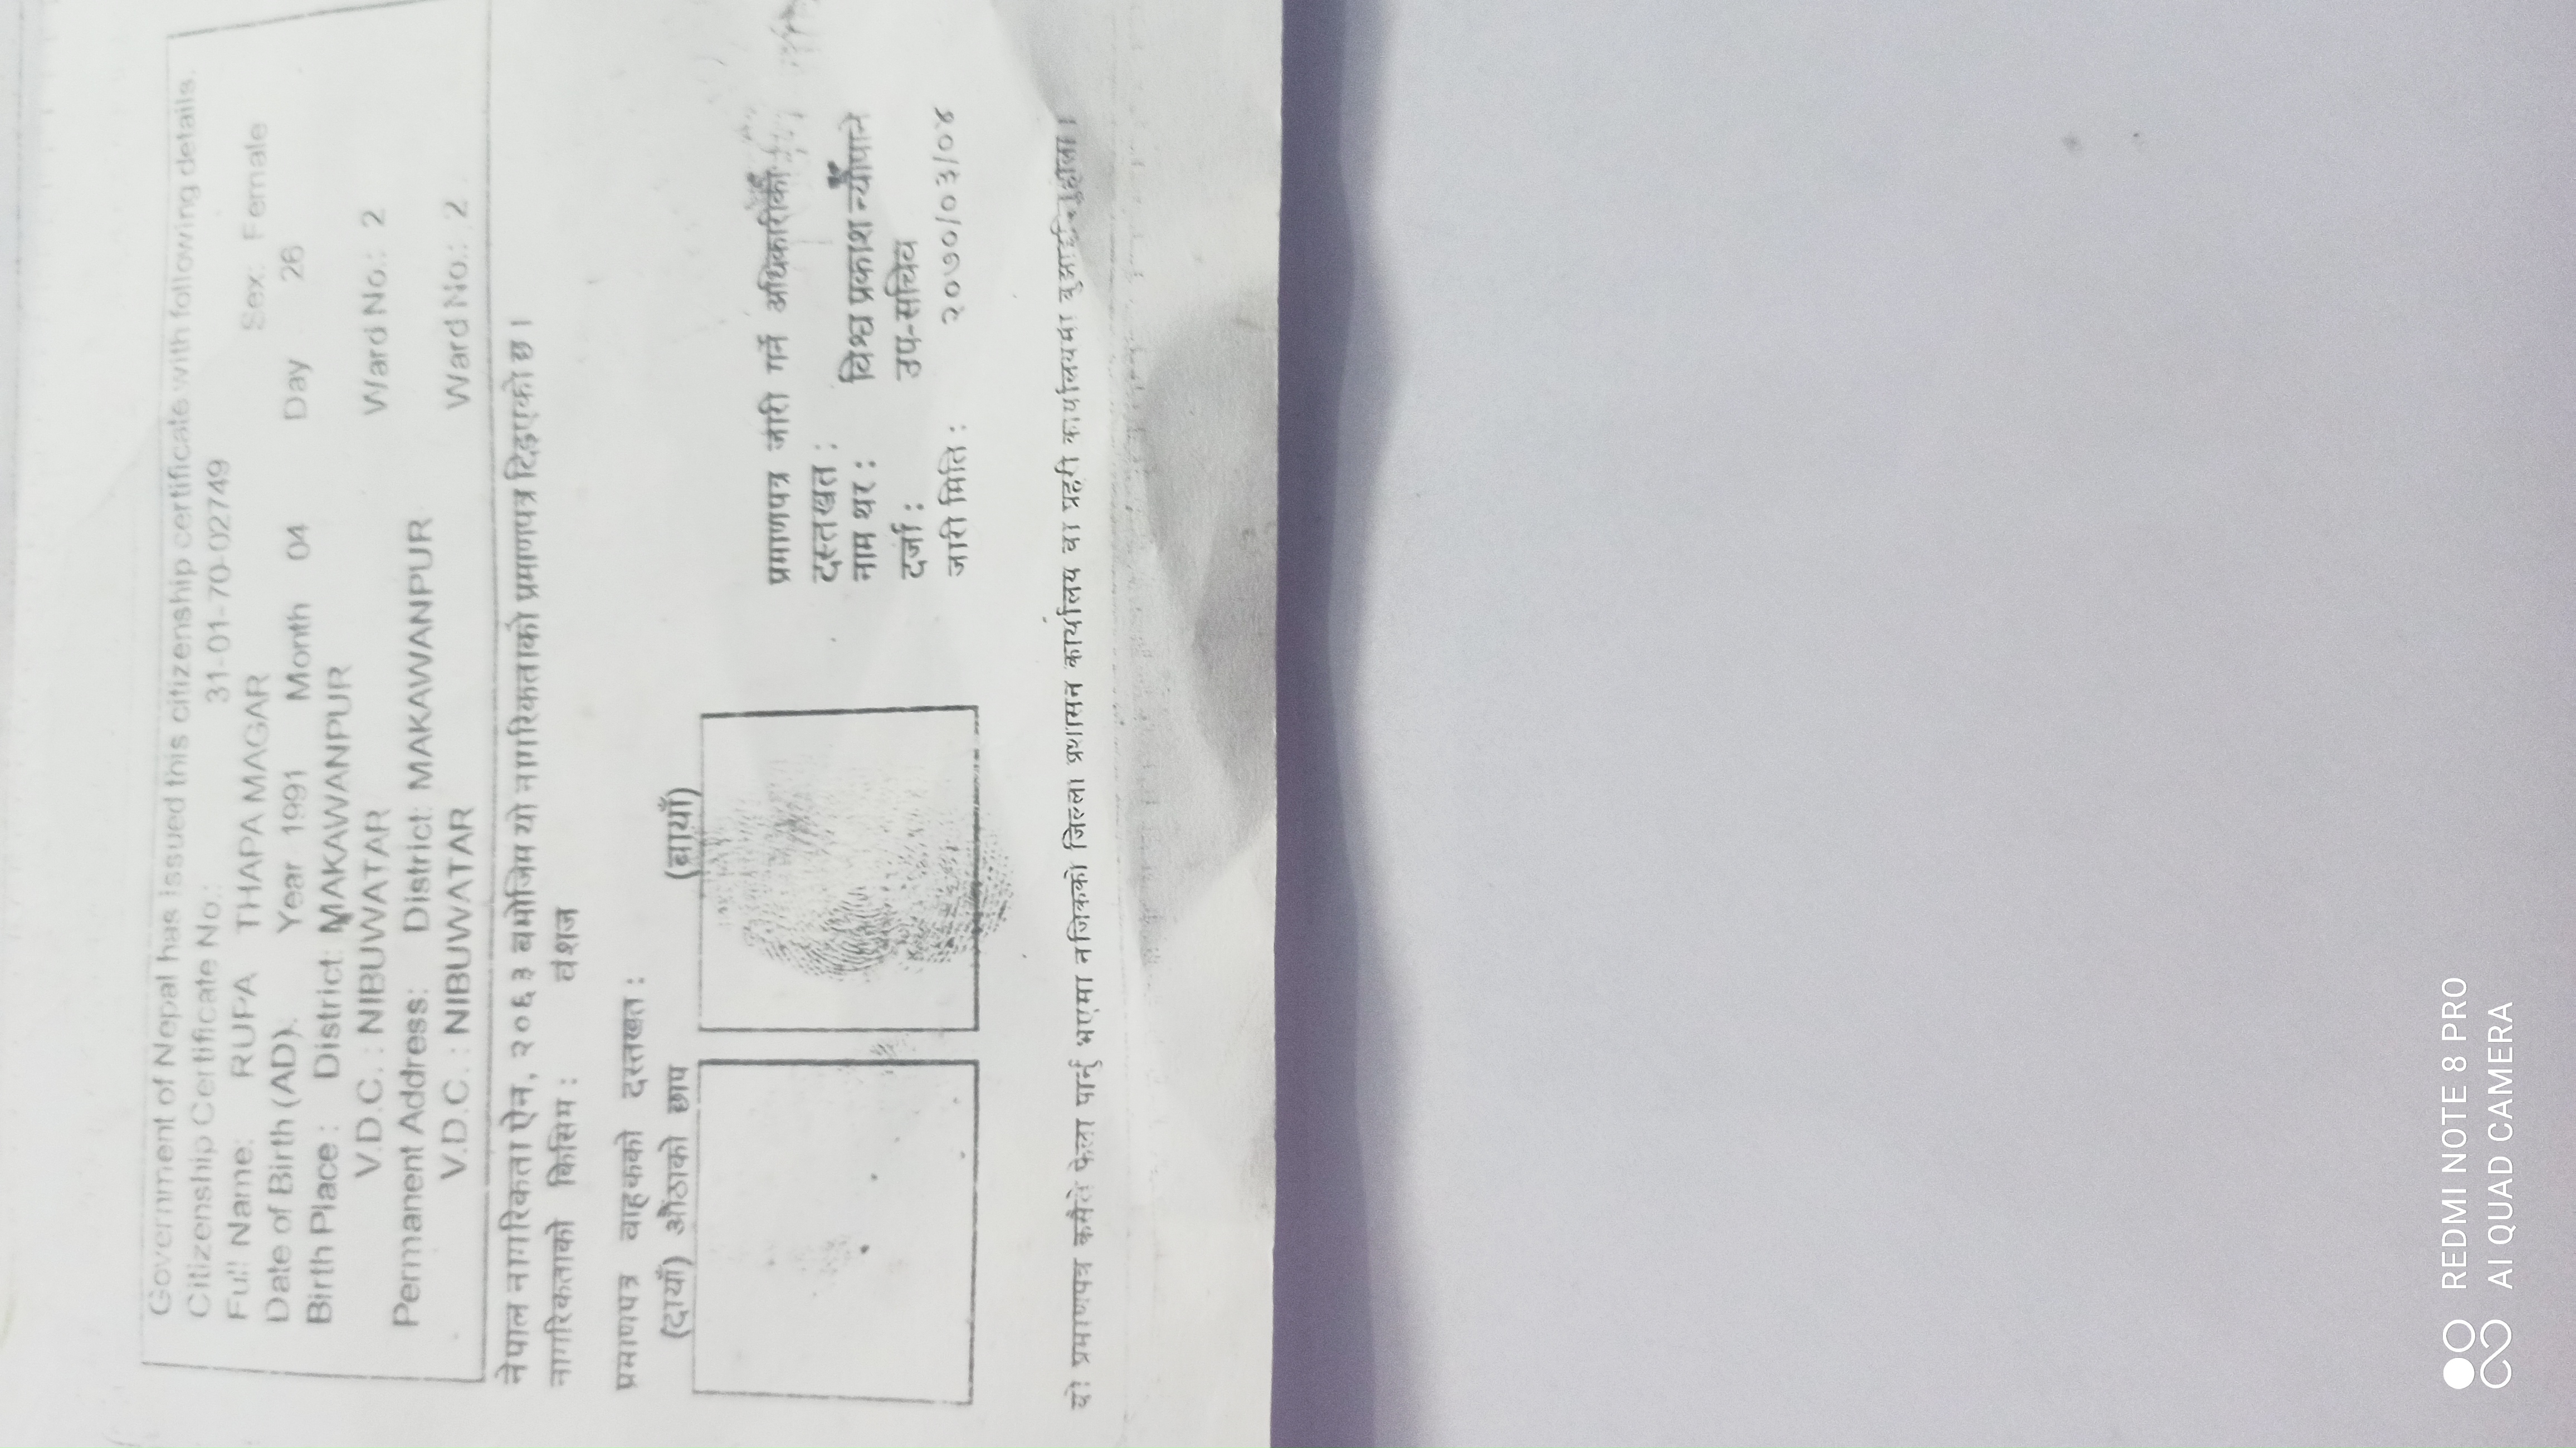 Government of Nepal has issued this citizenship certificate with following details.
Citizenship Certificate No.: 31-01-70-02749
Full Name: RUPA THAPA MAGAR Sex: Female
Date of Birth (AD). Year 1991 Month 04 Day 26
Birth Place : District: MAKAWANPUR
V.D.C. : NIBUWATAR Ward No.: 2
Permanent Address: District: MAKAWANPUR
V.D.C. : NIBUWATAR Ward No.: 2
नेपाल नागरिकता ऐन, २०६३ बमोजिम यो नागरिकताको प्रमाणपत्र दिइएको छ ।
नागरिकताको किसिम : वंशज
प्रमाणपत्र वाहकको दस्तखत :
(दायाँ) औंठाको छाप (बायाँ)
प्रमाणपत्र जारी गर्ने अधिकारीको
दस्तखत :
नाम थर : विश्व प्रकाश न्यौपाने
दर्जा : उप-सचिव
जारी मिति : २०७०/०३/०४
यो प्रमाणपत्र कसैले फेला पार्नु भएमा नजिकको जिल्ला प्रशासन कार्यालय वा प्रहरी कार्यालयमा बुझाइदिनुहोला ।
REDMI NOTE 8 PRO
AI QUAD CAMERA